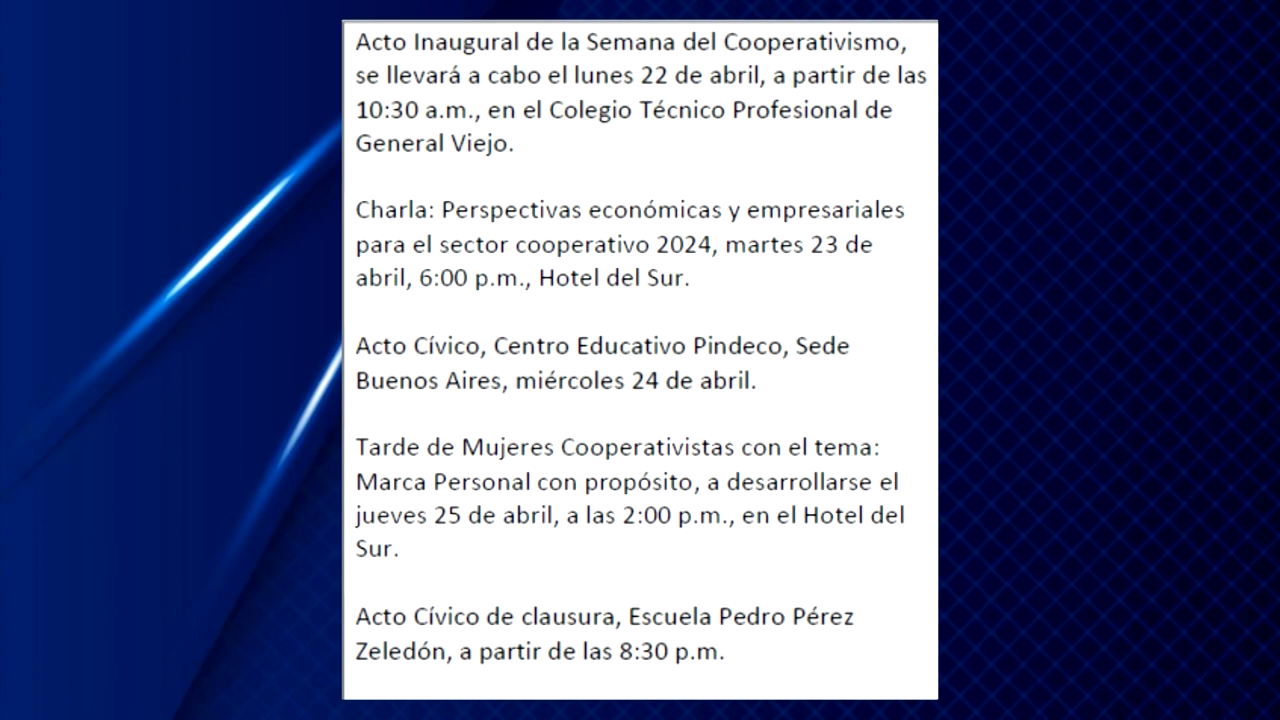 Acto Inaugural de la Semana del Cooperativismo,
se llevará a cabo el lunes 22 de abril, a partir de las
10:30 a.m., en el Colegio Técnico Profesional de
General Viejo.
Charla: Perspectivas económicas y empresariales
para el sector cooperativo 2024, martes 23 de
abril, 6:00 p.m., Hotel del Sur.
Acto Cívico, Centro Educativo Pindeco, Sede
Buenos Aires, miércoles 24 de abril.
Tarde de Mujeres Cooperativistas con el tema:
Marca Personal con propósito, a desarrollarse el
jueves 25 de abril, a las 2:00 p.m., en el Hotel del
Sur.
Acto Cívico de clausura, Escuela Pedro Pérez
Zeledón, a partir de las 8:30 p.m.